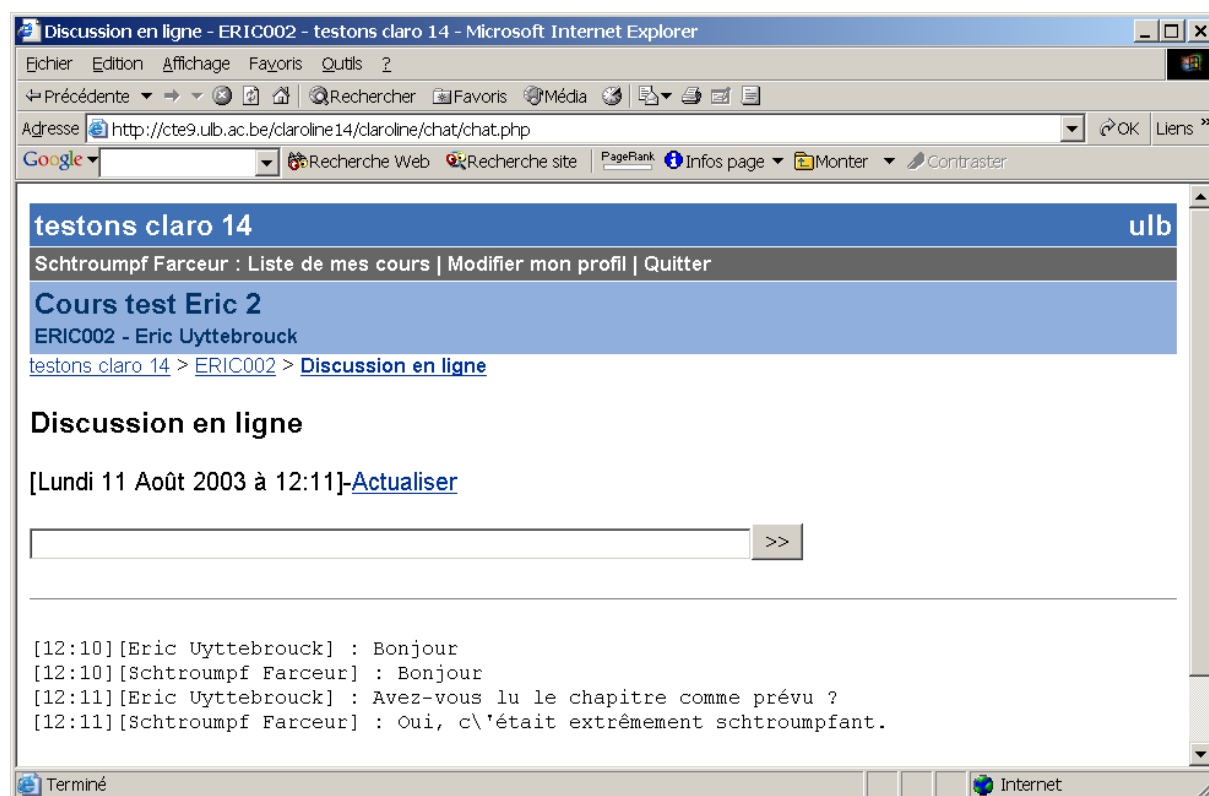 Discussion en ligne - ERIC002 - testons claro 14 - Microsoft Internet Explorer
Fichier Edition Affichage Favoris Outils ?
Précédente Rechercher Favoris Média
Adresse http://cte9.ulb.ac.be/claroline14/claroline/chat/chat.php OK Liens »
Google Recherche Web Recherche site PageRank Infos page Monter Contraster
testons claro 14 ulb
Schtroumpf Farceur : Liste de mes cours | Modifier mon profil | Quitter
Cours test Eric 2
ERIC002 - Eric Uyttebrouck
testons claro 14 > ERIC002 > Discussion en ligne
Discussion en ligne
[Lundi 11 Août 2003 à 12:11]-Actualiser
>>
[12:10][Eric Uyttebrouck] : Bonjour
[12:10][Schtroumpf Farceur] : Bonjour
[12:11][Eric Uyttebrouck] : Avez-vous lu le chapitre comme prévu ?
[12:11][Schtroumpf Farceur] : Oui, c\'était extrêmement schtroumpfant.
Terminé Internet